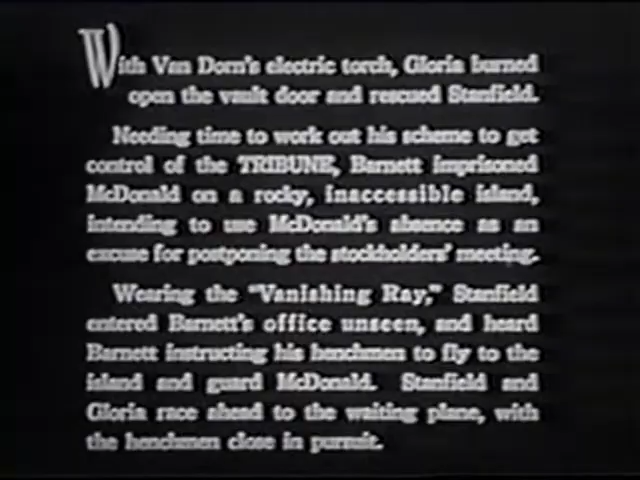 With Van Dorn's electric torch, Gloria burned
open the vault door and rescued Stanfield.
Needing time to work out his scheme to get
control of the TRIBUNE, Barnett imprisoned
McDonald on a rocky, inaccessible island,
intending to use McDonald's absence as an
excuse for postponing the stockholders' meeting.
Wearing the "Vanishing Ray," Stanfield
entered Barnett's office unseen, and heard
Barnett instructing his henchmen to fly to the
island and guard McDonald. Stanfield and
Gloria race ahead to the waiting plane, with
the henchmen close in pursuit.